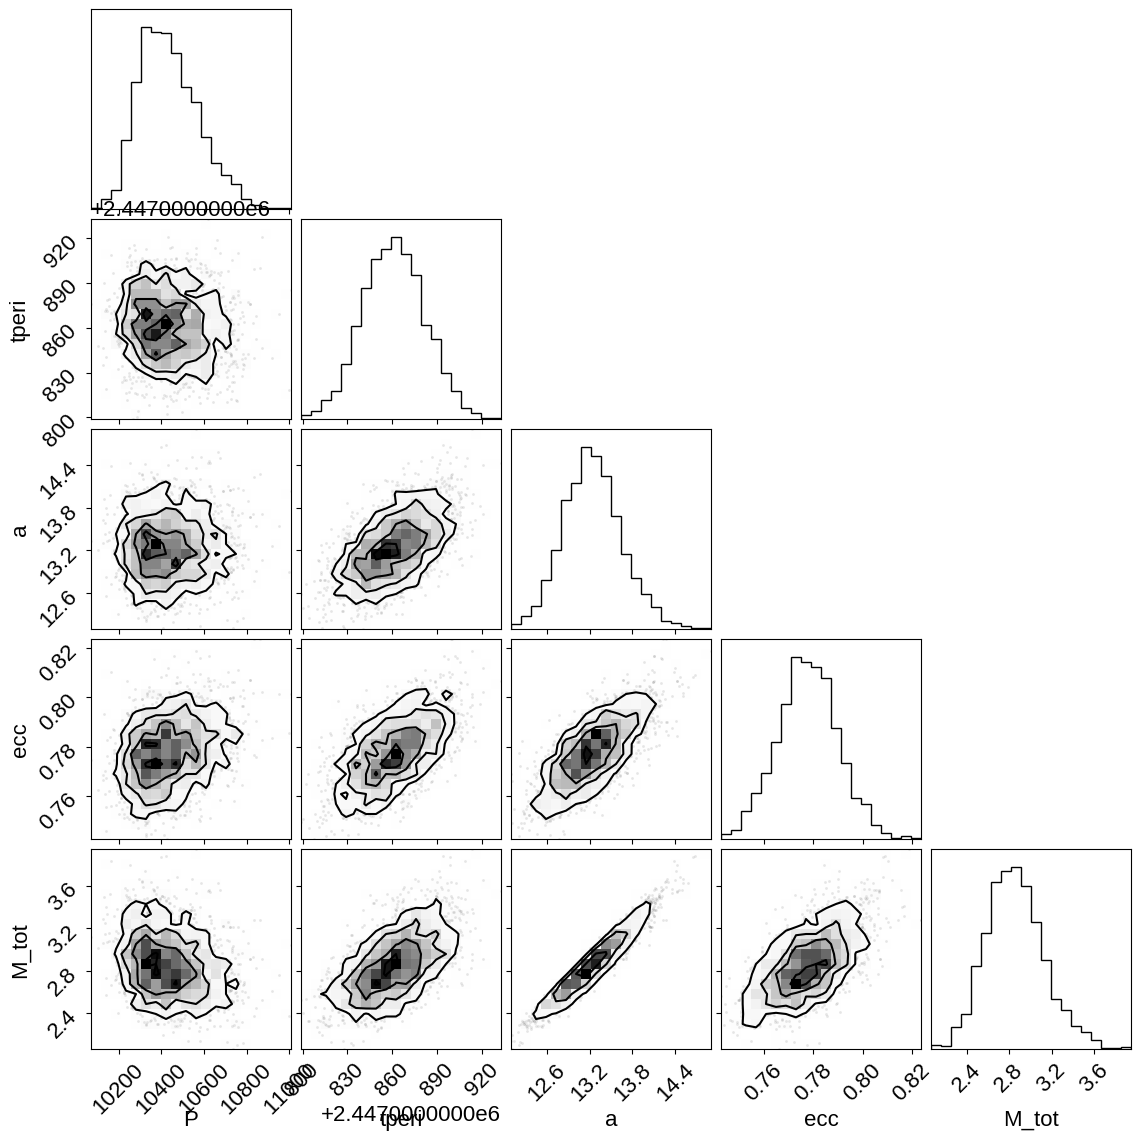 +2.4470000000e6
920
890
860
830
800
tperi
14.4
13.8
13.2
12.6
a
0.82
0.80
0.78
0.76
ecc
3.6
3.2
2.8
2.4
M_tot
10200 10400 10600 10800 11000
P
800 830 860 890 920
+2.4470000000e6
tperi
12.6 13.2 13.8 14.4
a
0.76 0.78 0.80 0.82
ecc
2.4 2.8 3.2 3.6
M_tot